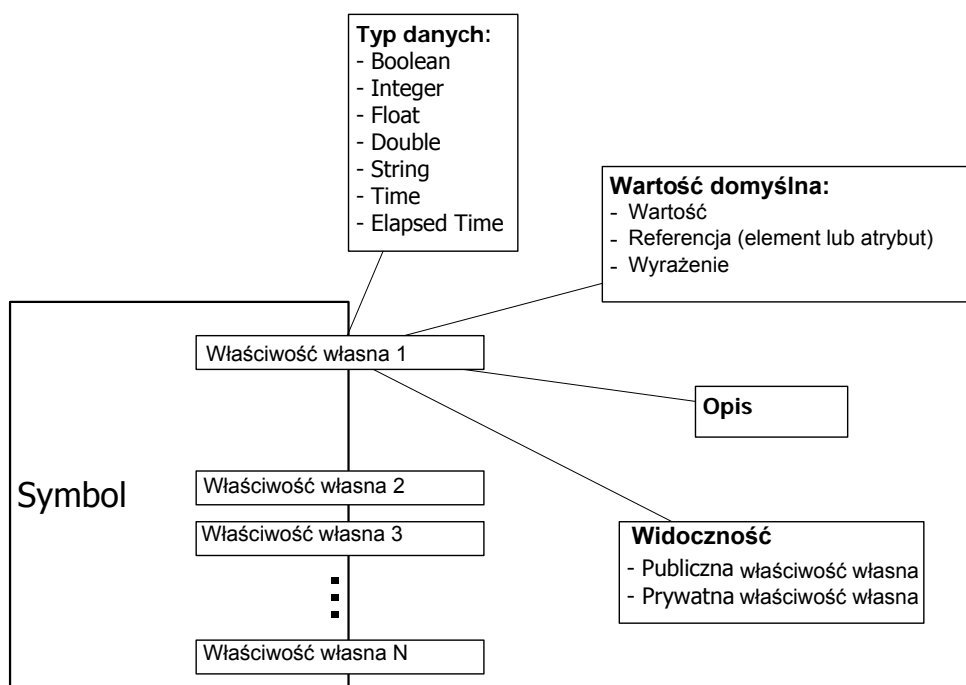 Typ danych:
- Boolean
- Integer
- Float
- Double
- String
- Time
- Elapsed Time
Wartość domyślna:
- Wartość
- Referencja (element lub atrybut)
- Wyrażenie
Właściwość własna 1
Opis
Symbol
Właściwość własna 2
Właściwość własna 3
Widoczność
- Publiczna właściwość własna
- Prywatna właściwość własna
Właściwość własna N